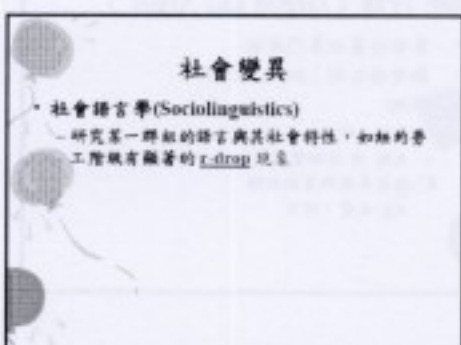 社會變異
• 社會語言學(Sociolinguistics)
– 研究某一群組的語言與其社會特性，如紐約勞
工階級有顯著的 r-drop 現象